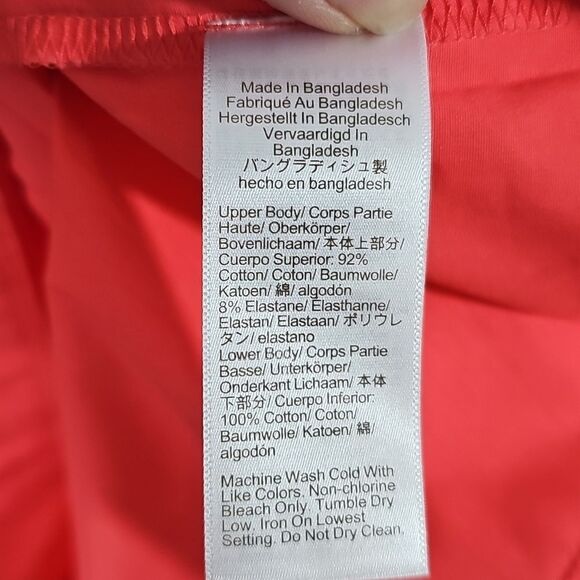 Made In Bangladesh
Fabriqué Au Bangladesh
Hergestellt In Bangladesch
Vervaardigd In
Bangladesh
バングラディシュ製
hecho en bangladesh
Upper Body/ Corps Partie
Haute/ Oberkörper/
Bovenlichaam/ 本体上部分/
Cuerpo Superior: 92%
Cotton/ Coton/ Baumwolle/
Katoen/ 綿/ algodón
8% Elastane/ Élasthanne/
Elastan/ Elastaan/ ポリウレ
タン/ elastano
Lower Body/ Corps Partie
Basse/ Unterkörper/
Onderkant Lichaam/ 本体
下部分/ Cuerpo Inferior:
100% Cotton/ Coton/
Baumwolle/ Katoen/ 綿/
algodón
Machine Wash Cold With
Like Colors. Non-chlorine
Bleach Only. Tumble Dry
Low. Iron On Lowest
Setting. Do Not Dry Clean.